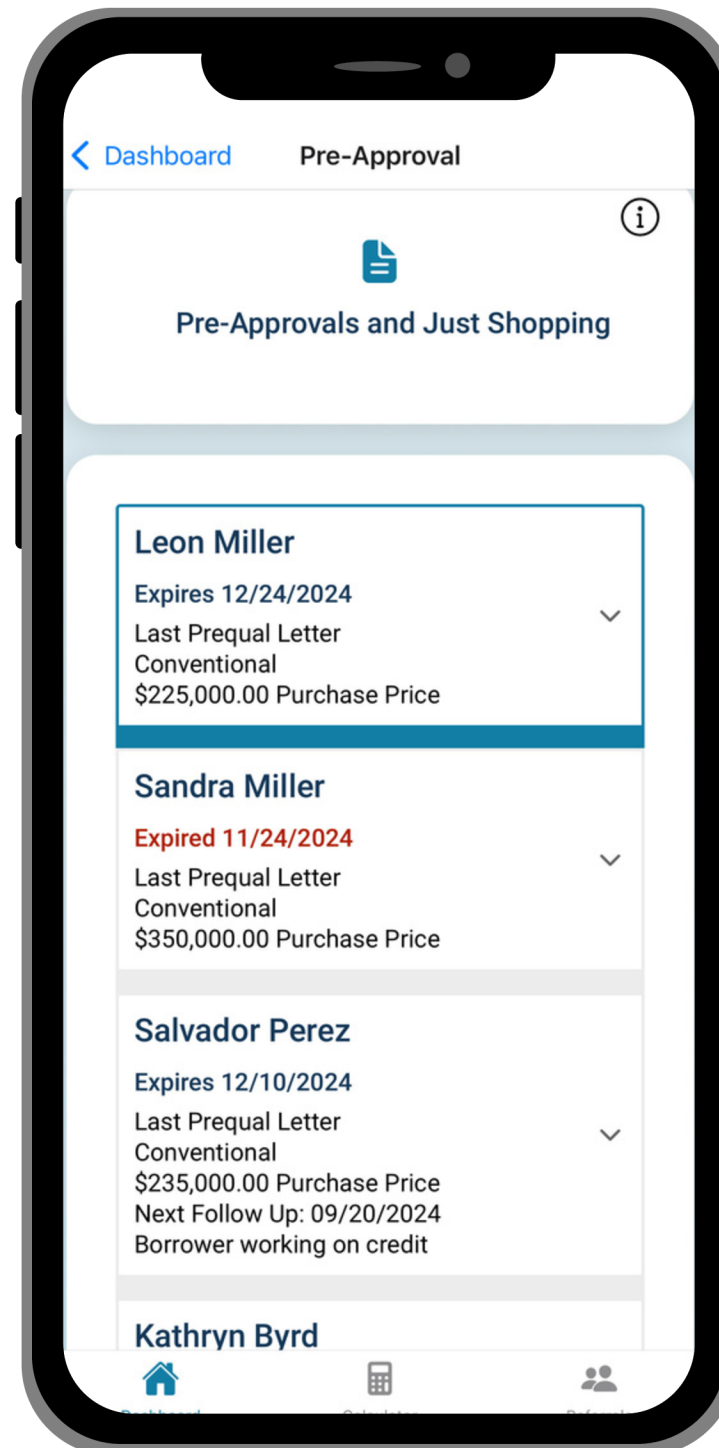 Dashboard
Pre-Approval
Pre-Approvals and Just Shopping
Leon Miller
Expires 12/24/2024
Last Prequal Letter
Conventional
$225,000.00 Purchase Price
Sandra Miller
Expired 11/24/2024
Last Prequal Letter
Conventional
$350,000.00 Purchase Price
Salvador Perez
Expires 12/10/2024
Last Prequal Letter
Conventional
$235,000.00 Purchase Price
Next Follow Up: 09/20/2024
Borrower working on credit
Kathryn Byrd